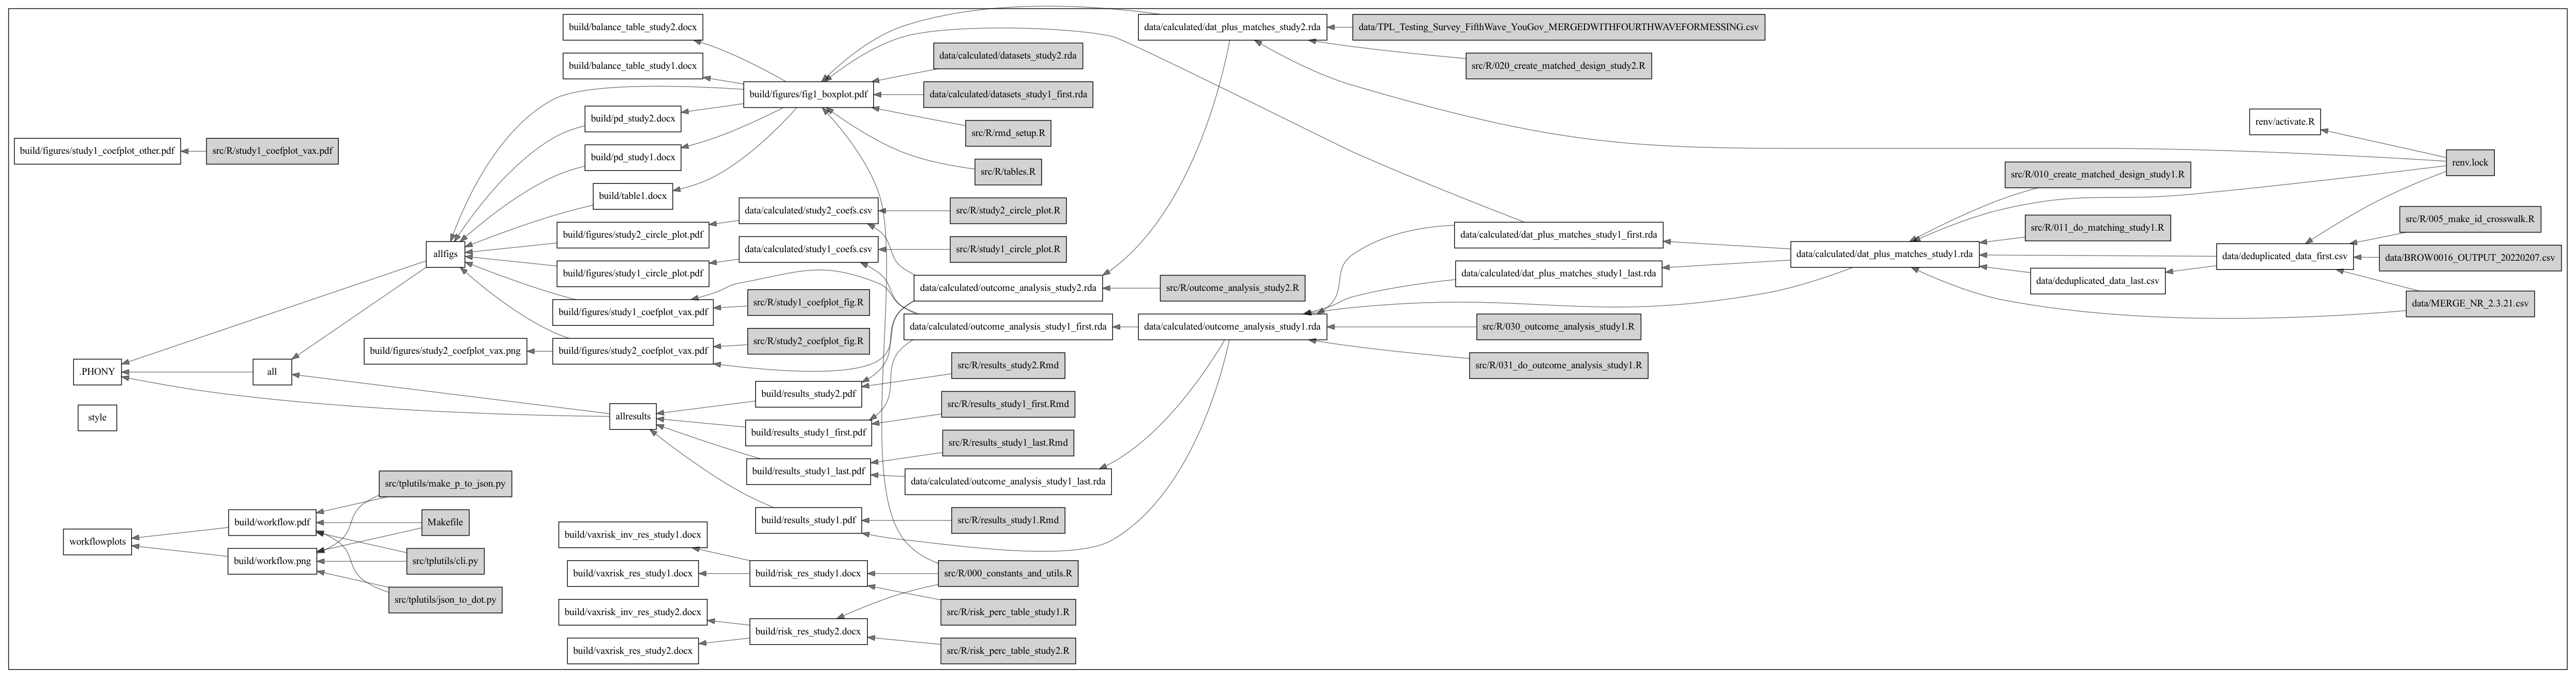 build/balance_table_study2.docx
data/calculated/dat_plus_matches_study2.rda
data/TPL_Testing_Survey_FifthWave_YouGov_MERGEDWITHFOURTHWAVEFORMESSING.csv
data/calculated/datasets_study2.rda
build/balance_table_study1.docx
src/R/020_create_matched_design_study2.R
build/figures/fig1_boxplot.pdf
data/calculated/datasets_study1_first.rda
build/pd_study2.docx
renv/activate.R
src/R/rmd_setup.R
build/figures/study1_coefplot_other.pdf
src/R/study1_coefplot_vax.pdf
build/pd_study1.docx
renv.lock
src/R/tables.R
src/R/010_create_matched_design_study1.R
build/table1.docx
data/calculated/study2_coefs.csv
src/R/study2_circle_plot.R
src/R/005_make_id_crosswalk.R
src/R/011_do_matching_study1.R
build/figures/study2_circle_plot.pdf
data/calculated/dat_plus_matches_study1_first.rda
data/calculated/study1_coefs.csv
src/R/study1_circle_plot.R
allfigs
data/calculated/dat_plus_matches_study1.rda
data/deduplicated_data_first.csv
data/BROW0016_OUTPUT_20220207.csv
build/figures/study1_circle_plot.pdf
data/calculated/dat_plus_matches_study1_last.rda
data/deduplicated_data_last.csv
data/calculated/outcome_analysis_study2.rda
src/R/outcome_analysis_study2.R
src/R/study1_coefplot_fig.R
data/MERGE_NR_2.3.21.csv
build/figures/study1_coefplot_vax.pdf
data/calculated/outcome_analysis_study1_first.rda
data/calculated/outcome_analysis_study1.rda
src/R/030_outcome_analysis_study1.R
src/R/study2_coefplot_fig.R
build/figures/study2_coefplot_vax.png
build/figures/study2_coefplot_vax.pdf
src/R/results_study2.Rmd
src/R/031_do_outcome_analysis_study1.R
.PHONY
all
build/results_study2.pdf
src/R/results_study1_first.Rmd
style
allresults
build/results_study1_first.pdf
src/R/results_study1_last.Rmd
build/results_study1_last.pdf
data/calculated/outcome_analysis_study1_last.rda
src/tplutils/make_p_to_json.py
build/workflow.pdf
Makefile
build/results_study1.pdf
src/R/results_study1.Rmd
workflowplots
build/vaxrisk_inv_res_study1.docx
build/workflow.png
src/tplutils/cli.py
build/vaxrisk_res_study1.docx
build/risk_res_study1.docx
src/R/000_constants_and_utils.R
src/tplutils/json_to_dot.py
build/vaxrisk_inv_res_study2.docx
src/R/risk_perc_table_study1.R
build/risk_res_study2.docx
build/vaxrisk_res_study2.docx
src/R/risk_perc_table_study2.R